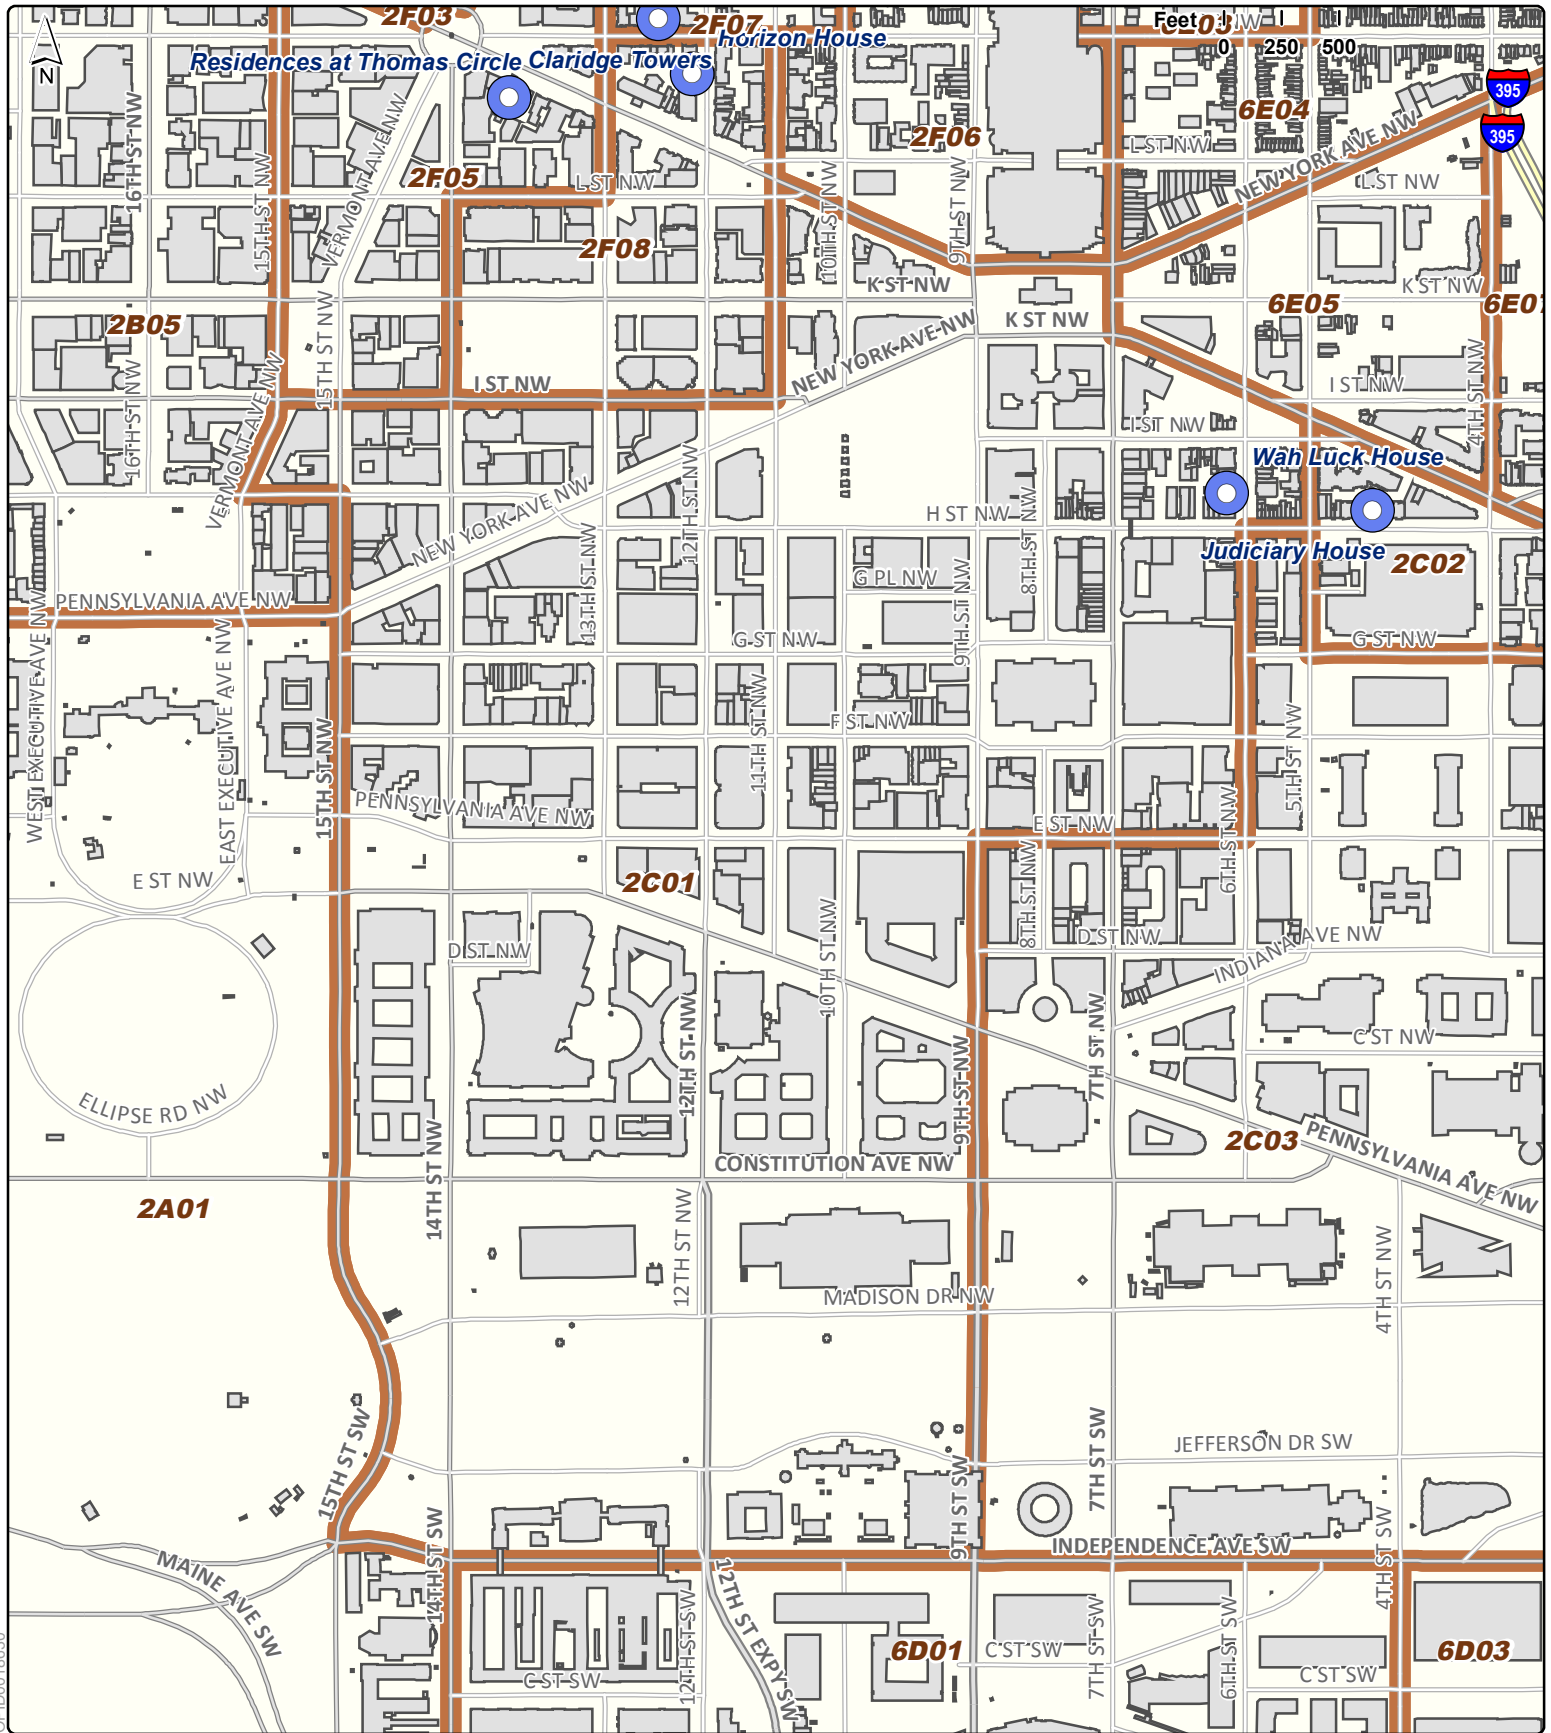 2F03
2F07
Feet
NW
0 250 500
N
Horizon House
Residences at Thomas Circle
Claridge Towers
395
395
6E04
2F06
16TH ST NW
15TH ST NW
VERMONT AVE NW
2F05
L ST NW
L ST NW
NEW YORK AVE NW
L ST NW
10TH ST NW
9TH ST NW
2F08
K ST NW
K ST NW
K ST NW
6E05
6E07
2B05
15TH ST NW
NEW YORK AVE NW
I ST NW
I ST NW
4TH ST NW
16TH ST NW
VERMONT AVE NW
I ST NW
Wah Luck House
12TH ST NW
NEW YORK AVE NW
H ST NW
8TH ST NW
13TH ST NW
Judiciary House
2C02
G PL NW
9TH ST NW
PENNSYLVANIA AVE NW
G ST NW
G ST NW
WEST EXECUTIVE AVE NW
EAST EXECUTIVE AVE NW
15TH ST NW
11TH ST NW
F ST NW
5TH ST NW
PENNSYLVANIA AVE NW
E ST NW
6TH ST NW
E ST NW
2C01
8TH ST NW
D ST NW
D ST NW
10TH ST NW
INDIANA AVE NW
12TH ST NW
9TH ST NW
7TH ST NW
C ST NW
ELLIPSE RD NW
14TH ST NW
2C03
PENNSYLVANIA AVE NW
CONSTITUTION AVE NW
2A01
12TH ST NW
4TH ST NW
MADISON DR NW
15TH ST SW
JEFFERSON DR SW
7TH ST SW
9TH ST SW
INDEPENDENCE AVE SW
4TH ST SW
MAINE AVE SW
14TH ST SW
12TH ST SW
12TH ST EXPY SW
6D01
C ST SW
7TH ST SW
6TH ST SW
6D03
C ST SW
C ST SW